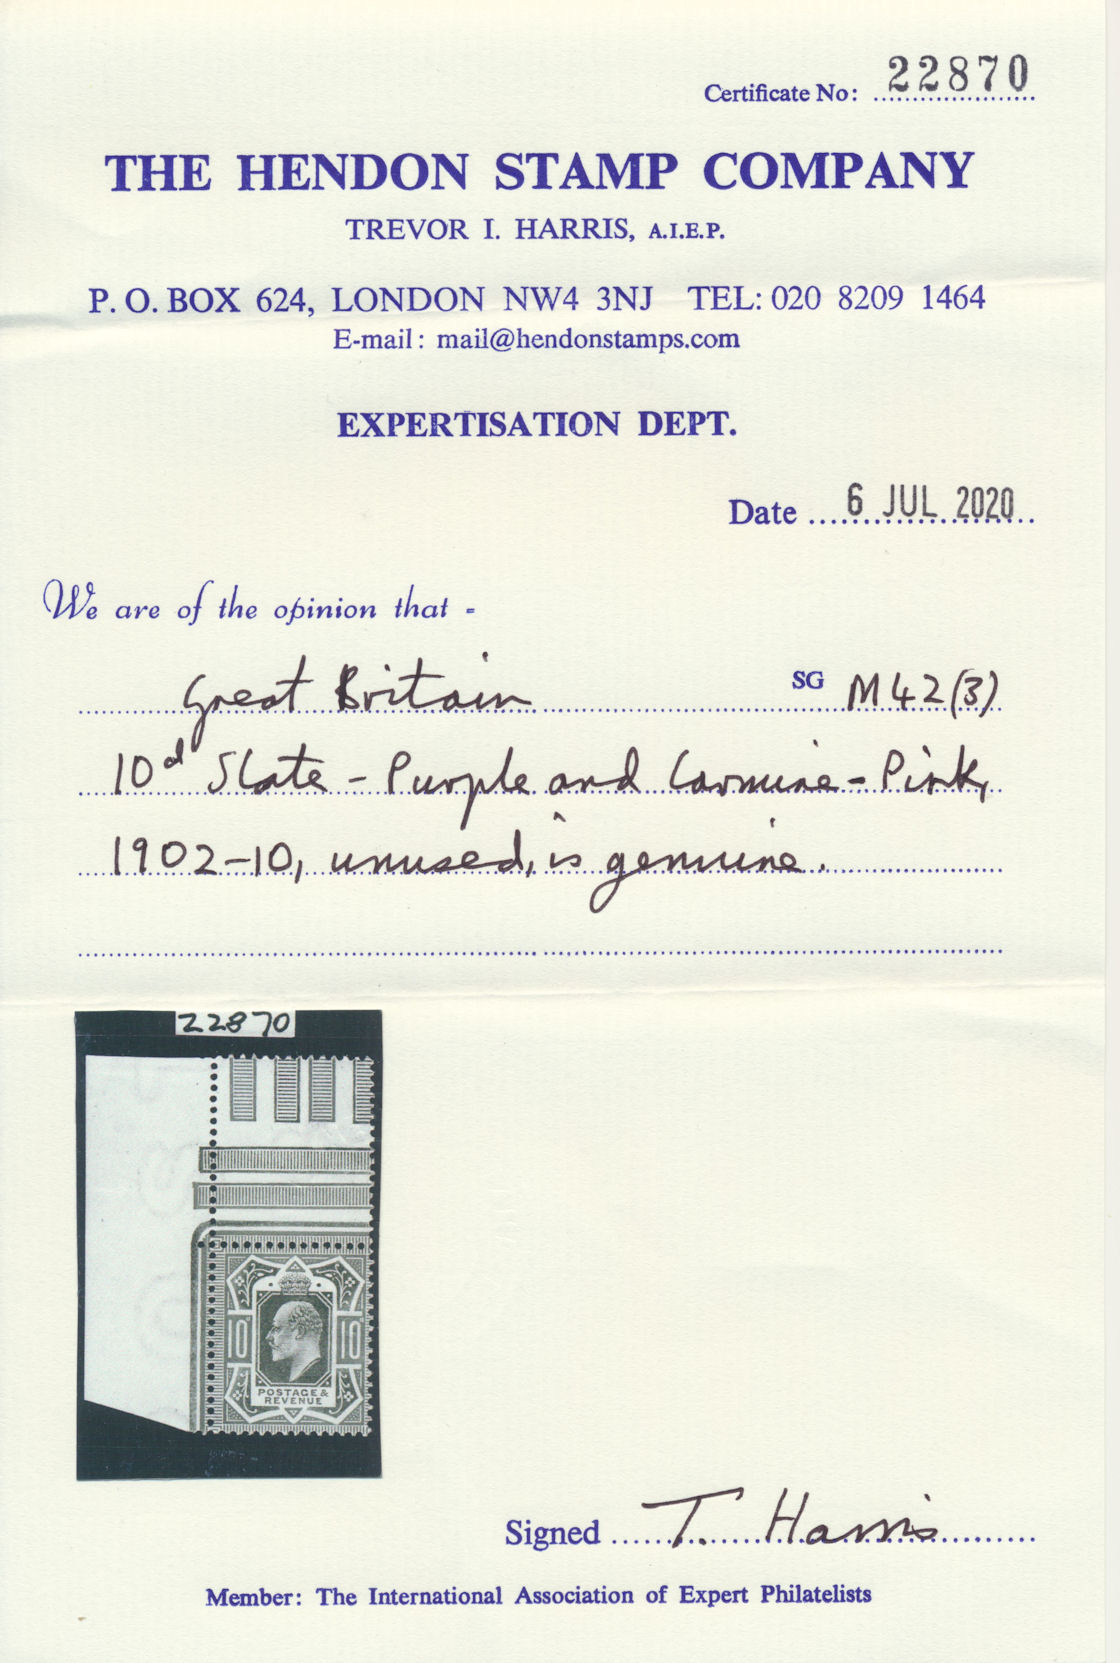 Certificate No: 22870
THE HENDON STAMP COMPANY
TREVOR I. HARRIS, A.I.E.P.
P. O. BOX 624, LONDON NW4 3NJ TEL: 020 8209 1464
E-mail: mail@hendonstamps.com
EXPERTISATION DEPT.
Date 6 JUL 2020
We are of the opinion that -
Great Britain SG M42(3)
10d Slate - Purple and Carmine - Pink,
1902-10, unused, is genuine.
22870
10 10
POSTAGE &
REVENUE
Signed T. Harris
Member: The International Association of Expert Philatelists